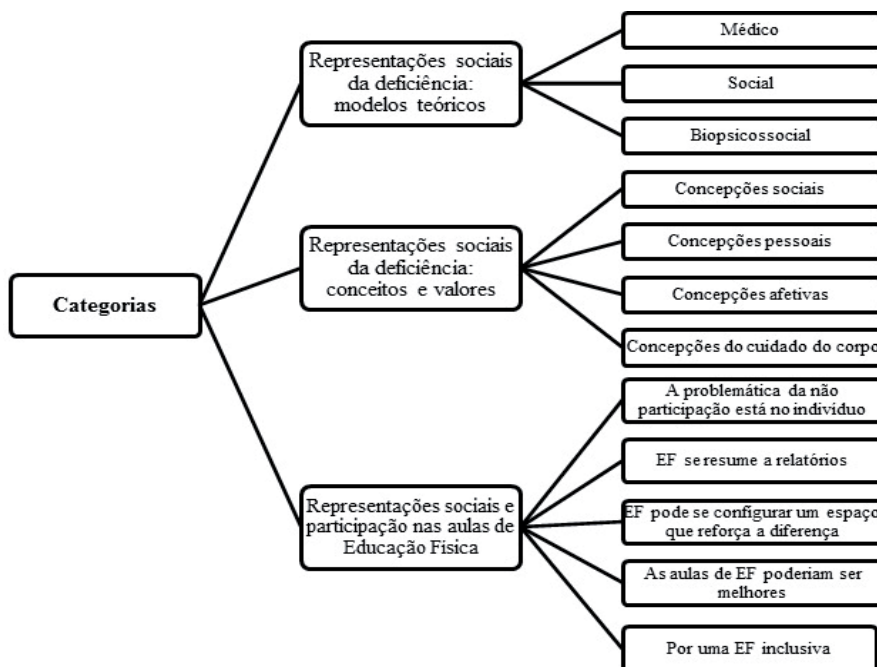 Categorias
Representações sociais
da deficiência:
modelos teóricos
Médico
Social
Biopsicossocial
Representações sociais
da deficiência:
conceitos e valores
Concepções sociais
Concepções pessoais
Concepções afetivas
Concepções do cuidado do corpo
Representações sociais e
participação nas aulas de
Educação Física
A problemática da não
participação está no individuo
EF se resume a relatórios
EF pode se configurar um espaço
que reforça a diferença
As aulas de EF poderiam ser
melhores
Por uma EF inclusiva